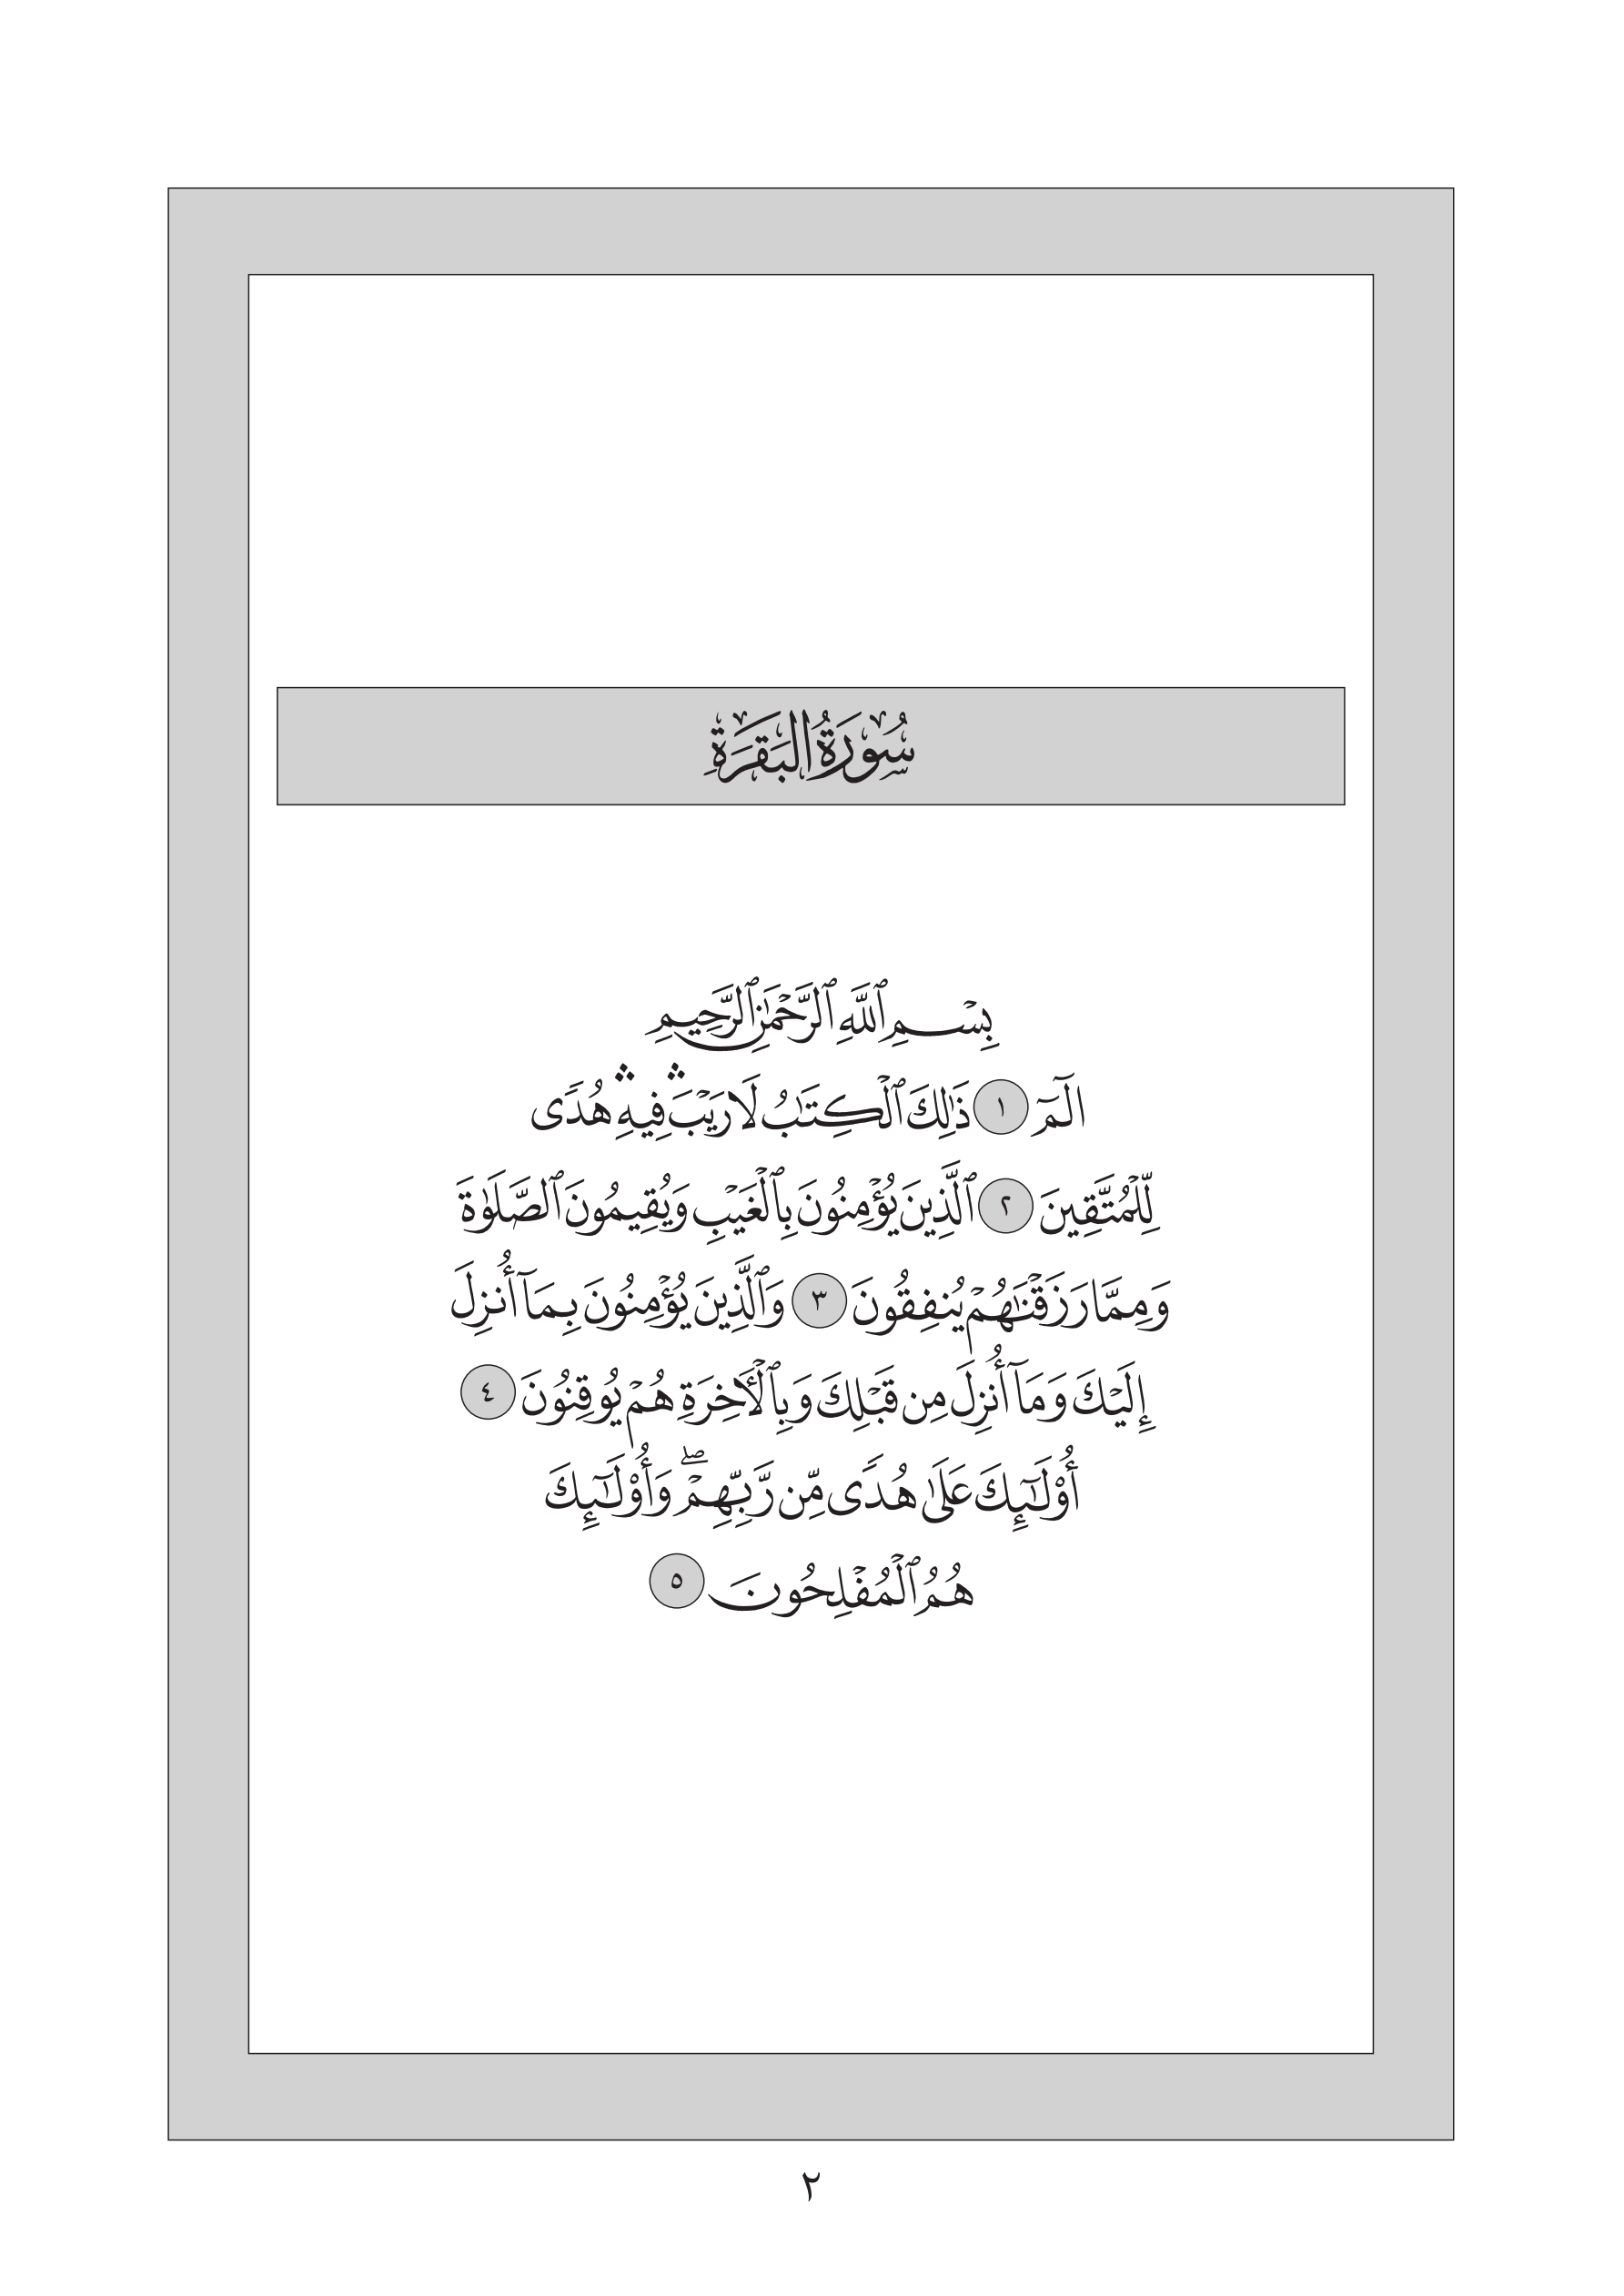 سُورَةُ البَقَرَةِ
بِسۡمِ ٱللَّهِ ٱلرَّحۡمَٰنِ ٱلرَّحِيمِ
الٓمٓ ١ ذَٰلِكَ ٱلۡكِتَٰبُ لَا رَيۡبَۛ فِيهِۛ هُدٗى
لِّلۡمُتَّقِينَ ٢ ٱلَّذِينَ يُؤۡمِنُونَ بِٱلۡغَيۡبِ وَيُقِيمُونَ ٱلصَّلَوٰةَ
وَمِمَّا رَزَقۡنَٰهُمۡ يُنفِقُونَ ٣ وَٱلَّذِينَ يُؤۡمِنُونَ بِمَآ أُنزِلَ
إِلَيۡكَ وَمَآ أُنزِلَ مِن قَبۡلِكَ وَبِٱلۡأٓخِرَةِ هُمۡ يُوقِنُونَ ٤
أُوْلَٰٓئِكَ عَلَىٰ هُدٗى مِّن رَّبِّهِمۡۖ وَأُوْلَٰٓئِكَ
هُمُ ٱلۡمُفۡلِحُونَ ٥
٢